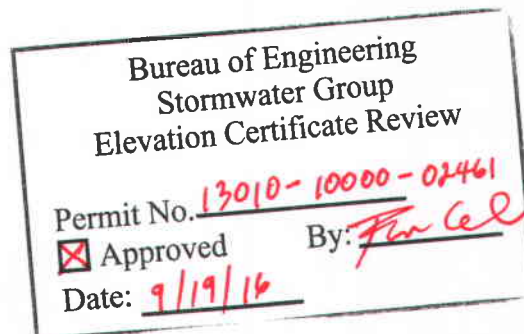 Bureau of Engineering
Stormwater Group
Elevation Certificate Review
Permit No. 13010-10000-02461
Approved By:
Date: 9/19/16